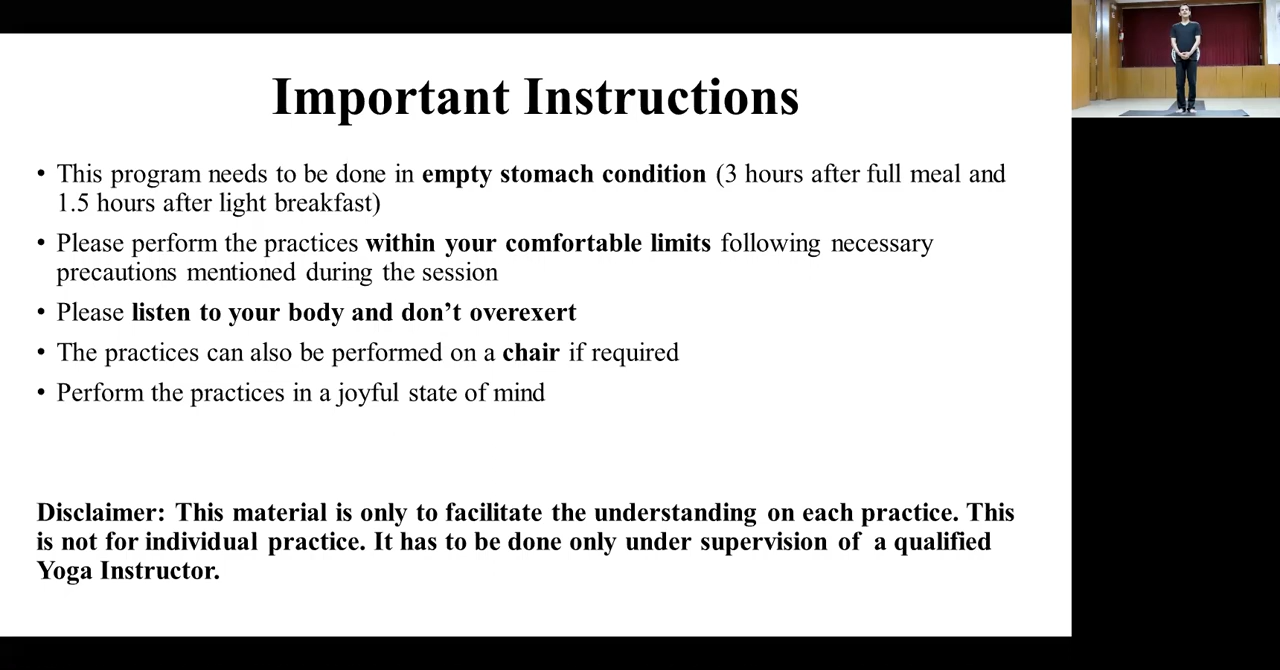 Important Instructions
• This program needs to be done in empty stomach condition (3 hours after full meal and
1.5 hours after light breakfast)
• Please perform the practices within your comfortable limits following necessary
precautions mentioned during the session
• Please listen to your body and don’t overexert
• The practices can also be performed on a chair if required
• Perform the practices in a joyful state of mind
Disclaimer: This material is only to facilitate the understanding on each practice. This
is not for individual practice. It has to be done only under supervision of a qualified
Yoga Instructor.